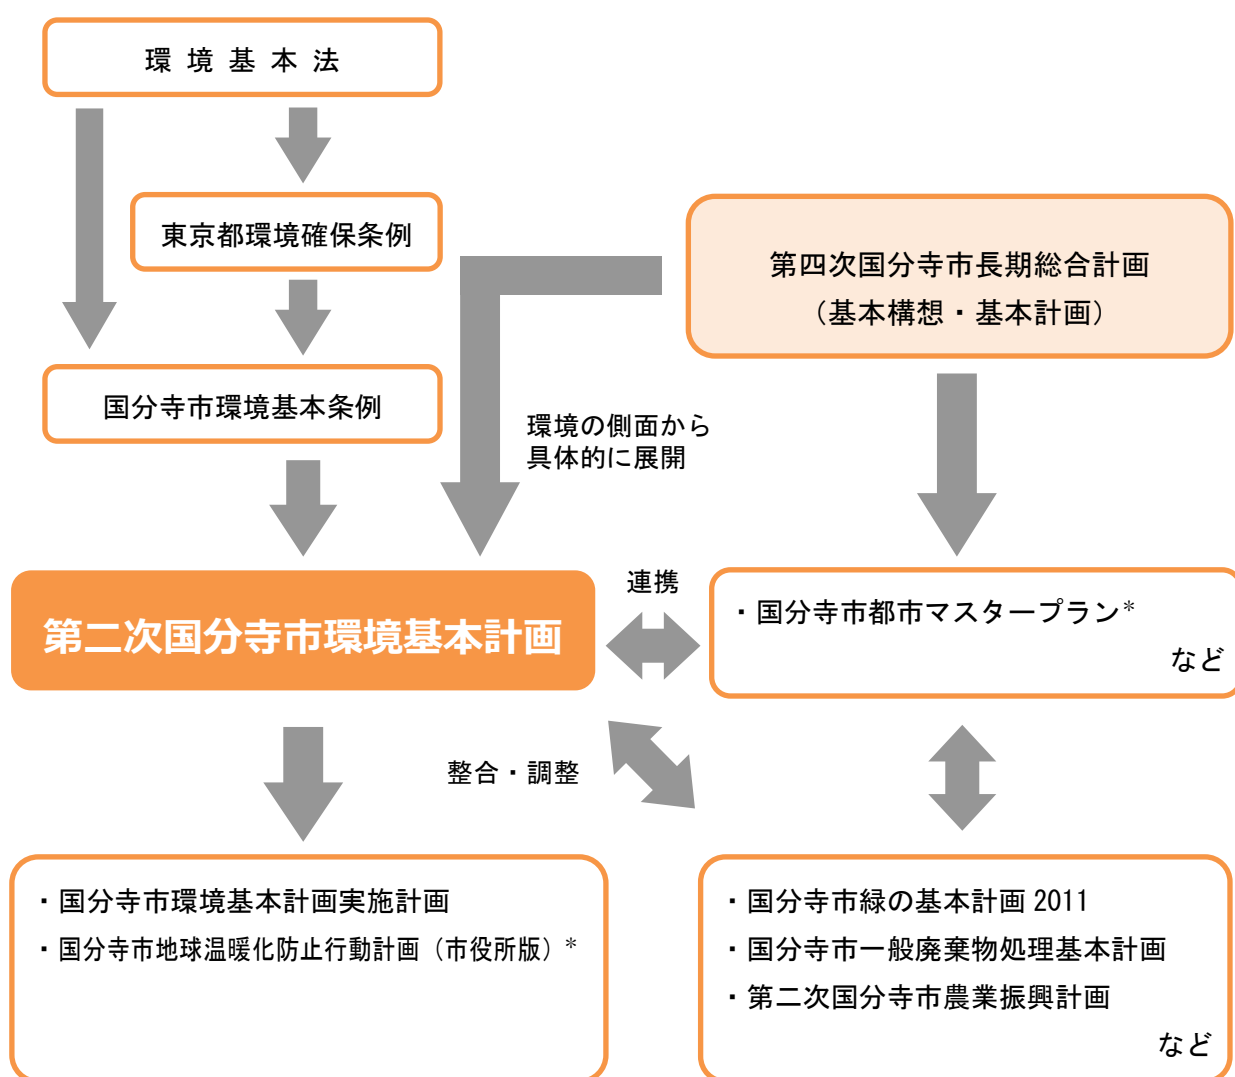 環境基本法
東京都環境確保条例
第四次国分寺市長期総合計画
（基本構想・基本計画）
国分寺市環境基本条例
環境の側面から
具体的に展開
第二次国分寺市環境基本計画
連携
・国分寺市都市マスタープラン*
など
整合・調整
・国分寺市環境基本計画実施計画
・国分寺市地球温暖化防止行動計画（市役所版）*
・国分寺市緑の基本計画 2011
・国分寺市一般廃棄物処理基本計画
・第二次国分寺市農業振興計画
など